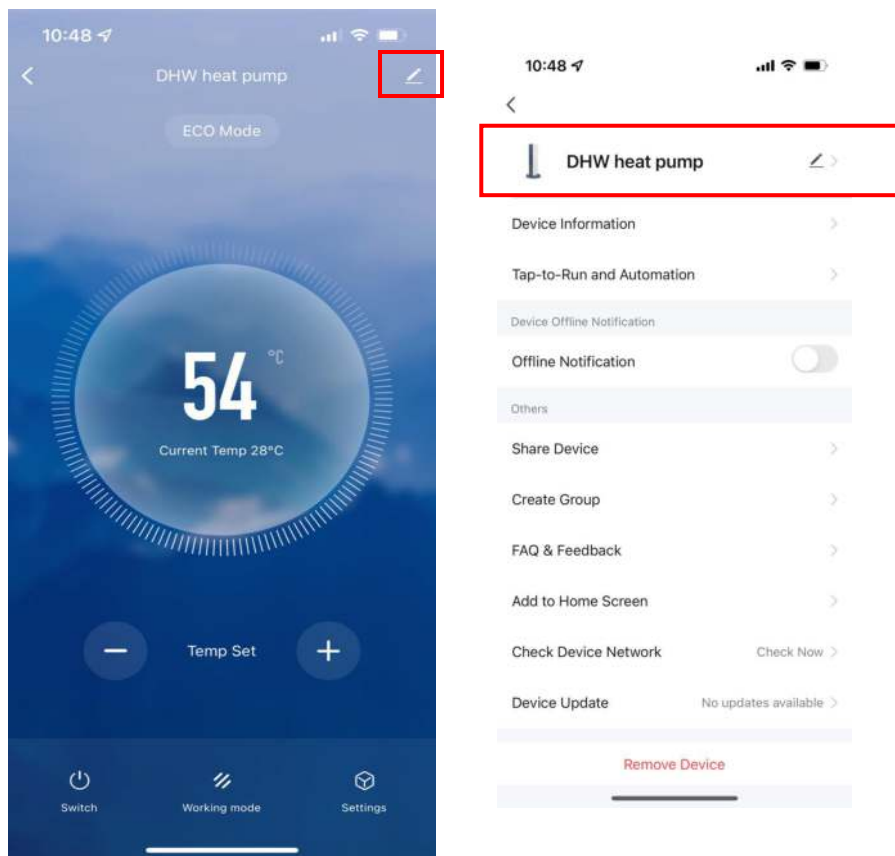 10:48
DHW heat pump
ECO Mode
54 °C
Current Temp 28°C
Temp Set
Switch
Working mode
Settings
10:48
DHW heat pump
Device Information
Tap-to-Run and Automation
Device Offline Notification
Offline Notification
Others
Share Device
Create Group
FAQ & Feedback
Add to Home Screen
Check Device Network Check Now
Device Update No updates available
Remove Device